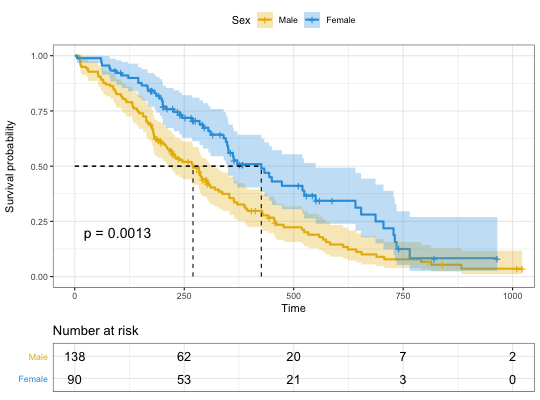 Sex Male Female
Survival probability
1.00
0.75
0.50
0.25
0.00
p = 0.0013
0 250 500 750 1000
Time
Number at risk
Male 138 62 20 7 2
Female 90 53 21 3 0